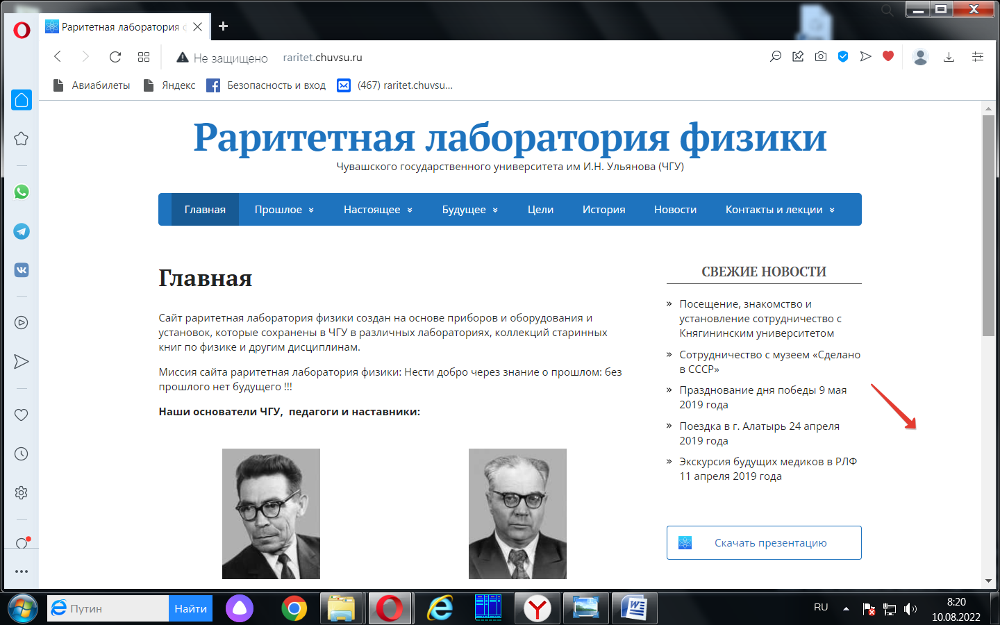 Раритетная лаборатория ф
Не защищено
raritet.chuvsu.ru
Авиабилеты
Яндекс
Безопасность и вход
(467) raritet.chuvsu...
Раритетная лаборатория физики
Чувашского государственного университета им И.Н. Ульянова (ЧГУ)
Главная
Прошлое
Настоящее
Будущее
Цели
История
Новости
Контакты и лекции
Главная
Сайт раритетная лаборатория физики создан на основе приборов и оборудования и
установок, которые сохранены в ЧГУ в различных лабораториях, коллекций старинных
книг по физике и другим дисциплинам.
Миссия сайта раритетная лаборатория физики: Нести добро через знание о прошлом: без
прошлого нет будущего !!!
Наши основатели ЧГУ, педагоги и наставники:
СВЕЖИЕ НОВОСТИ
» Посещение, знакомство и
установление сотрудничество с
Княгининским университетом
» Сотрудничество с музеем «Сделано
в СССР»
» Празднование дня победы 9 мая
2019 года
» Поездка в г. Алатырь 24 апреля
2019 года
» Экскурсия будущих медиков в РЛФ
11 апреля 2019 года
Скачать презентацию
Путин
Найти
RU
8:20
10.08.2022